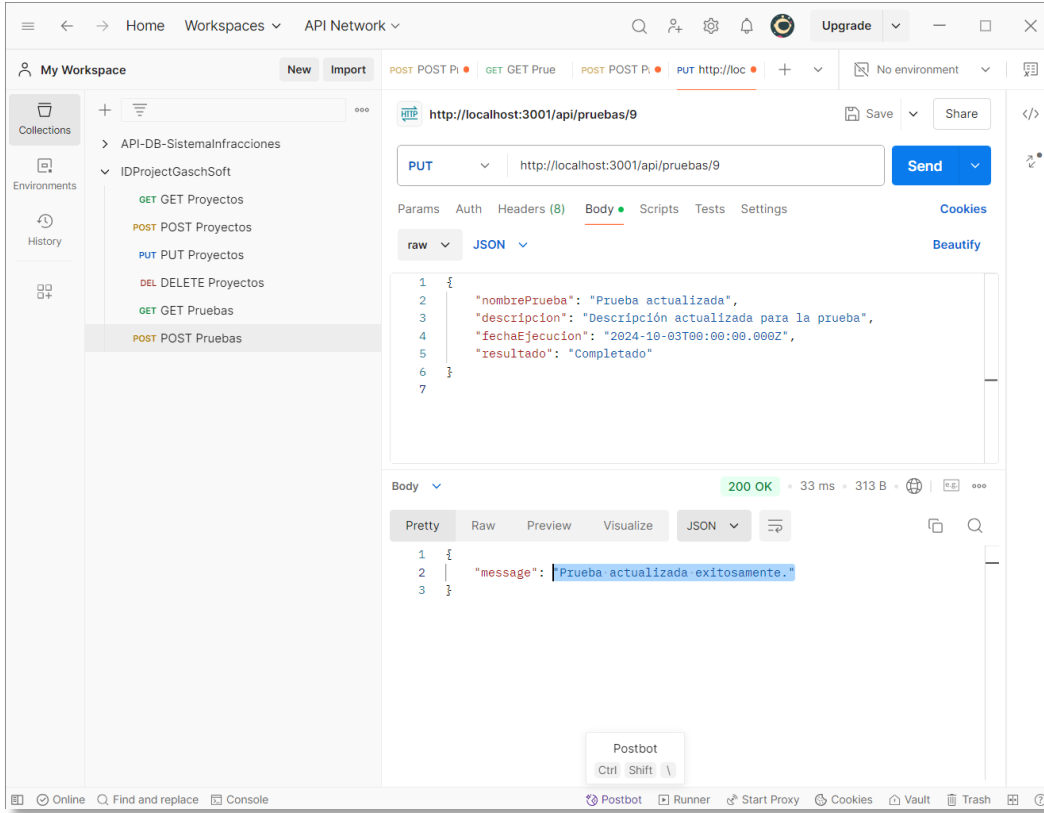 Home Workspaces API Network Upgrade
My Workspace New Import POST POST Pr GET GET Prue POST POST P PUT http://loc No environment
Collections
Environments
History
API-DB-SistemaInfracciones
IDProjectGaschSoft
GET GET Proyectos
POST POST Proyectos
PUT PUT Proyectos
DEL DELETE Proyectos
GET GET Pruebas
POST POST Pruebas
HTTP http://localhost:3001/api/pruebas/9 Save Share
PUT http://localhost:3001/api/pruebas/9 Send
Params Auth Headers (8) Body Scripts Tests Settings Cookies
raw JSON Beautify
1 {
2 "nombrePrueba": "Prueba actualizada",
3 "descripcion": "Descripción actualizada para la prueba",
4 "fechaEjecucion": "2024-10-03T00:00:00.000Z",
5 "resultado": "Completado"
6 }
7
Body 200 OK 33 ms 313 B e.g.
Pretty Raw Preview Visualize JSON
1 {
2 "message": "Prueba actualizada exitosamente."
3 }
Postbot
Ctrl Shift \
Online Find and replace Console Postbot Runner Start Proxy Cookies Vault Trash